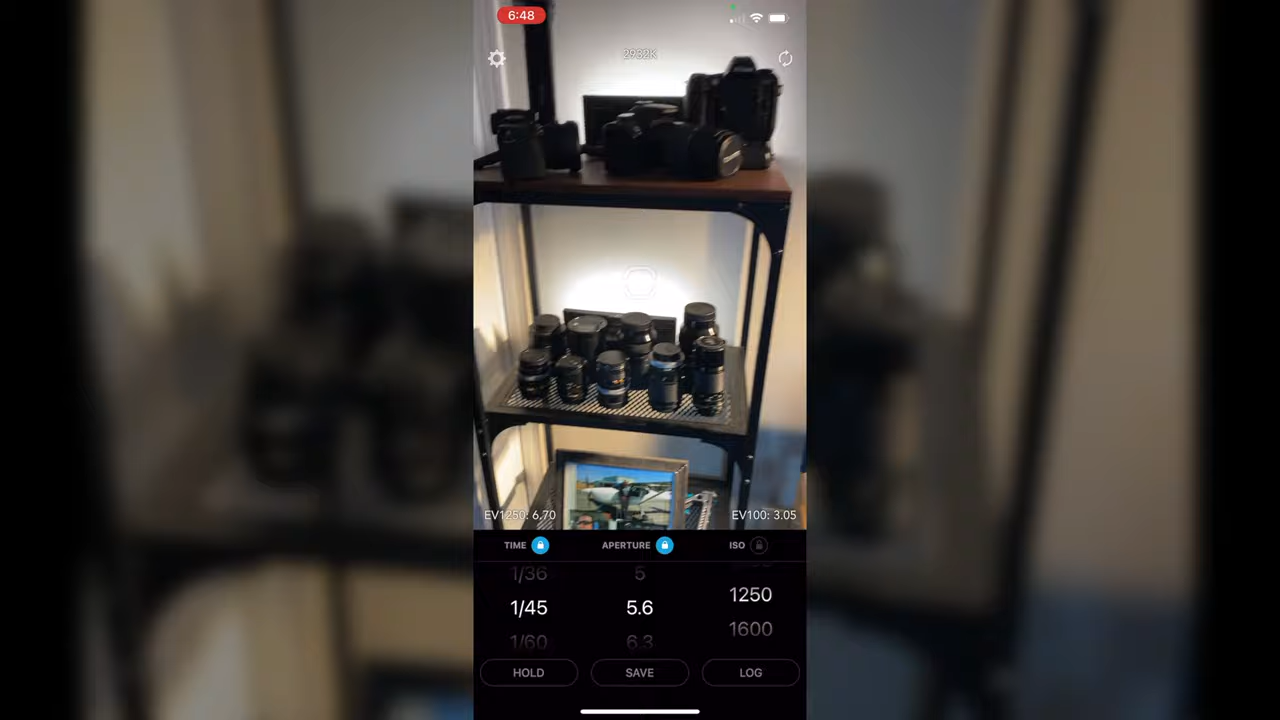 6:48
2932K
EV1250: 6.70 EV100: 3.05
TIME APERTURE ISO
1/36 5
1/45 5.6 1250
1/60 6.3 1600
HOLD SAVE LOG